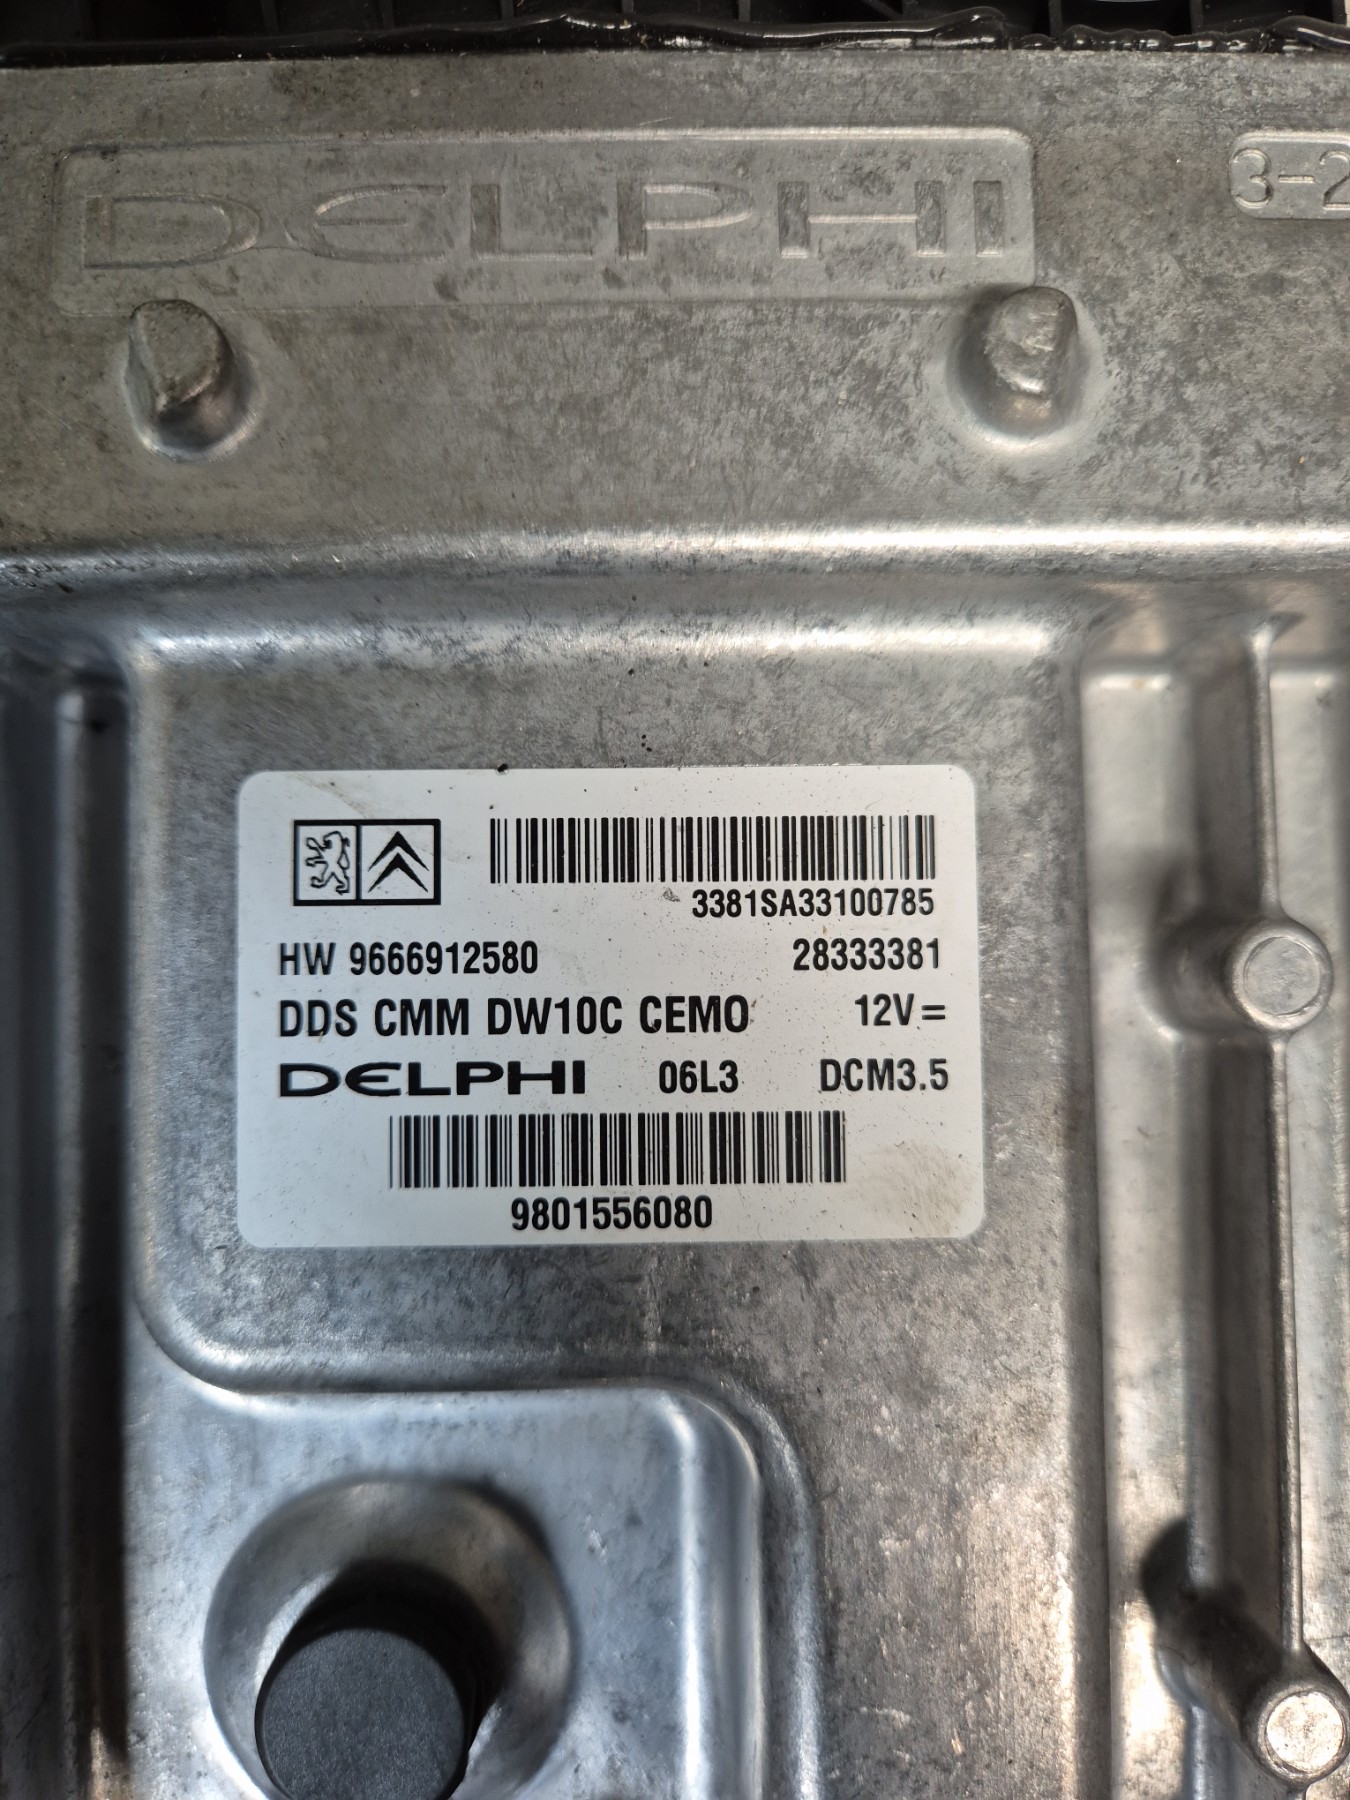 DELPHI
3-2
3381SA33100785
HW 9666912580 28333381
DDS CMM DW10C CEMO 12V=
DELPHI 06L3 DCM3.5
9801556080